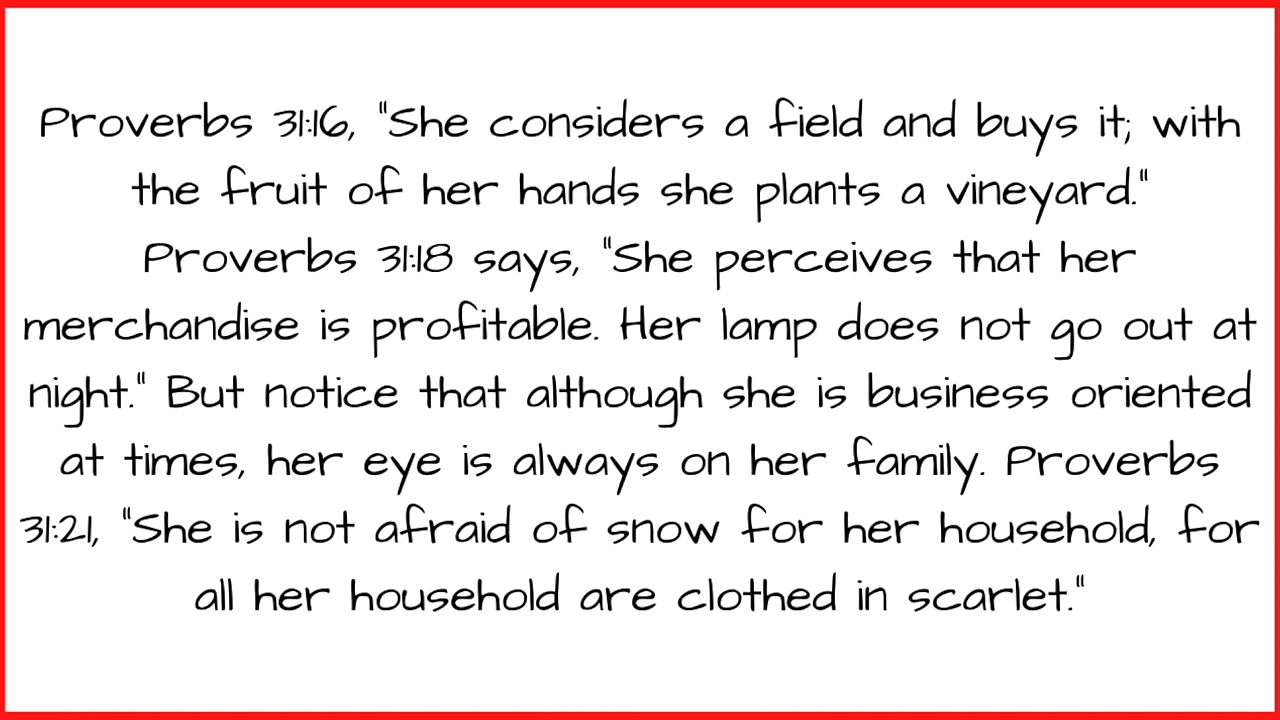 Proverbs 31:16, "She considers a field and buys it; with
the fruit of her hands she plants a vineyard."
Proverbs 31:18 says, "She perceives that her
merchandise is profitable. Her lamp does not go out at
night." But notice that although she is business oriented
at times, her eye is always on her family. Proverbs
31:21, "She is not afraid of snow for her household, for
all her household are clothed in scarlet."